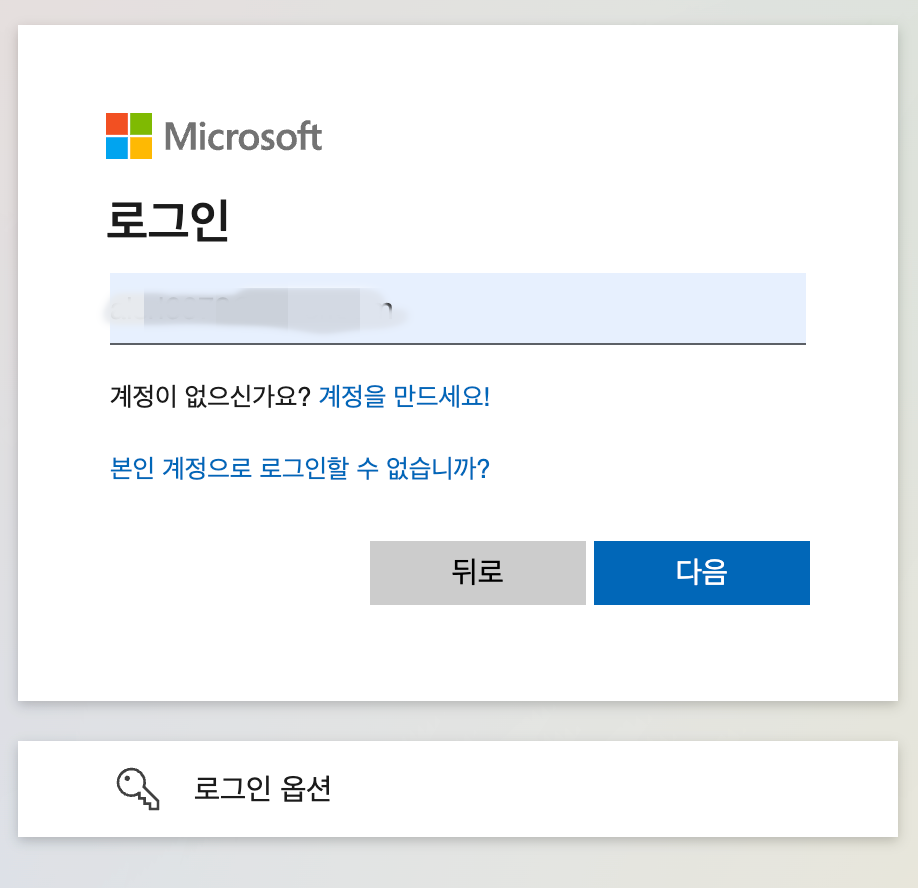 Microsoft
로그인
계정이 없으신가요? 계정을 만드세요!
본인 계정으로 로그인할 수 없습니까?
뒤로 다음
로그인 옵션